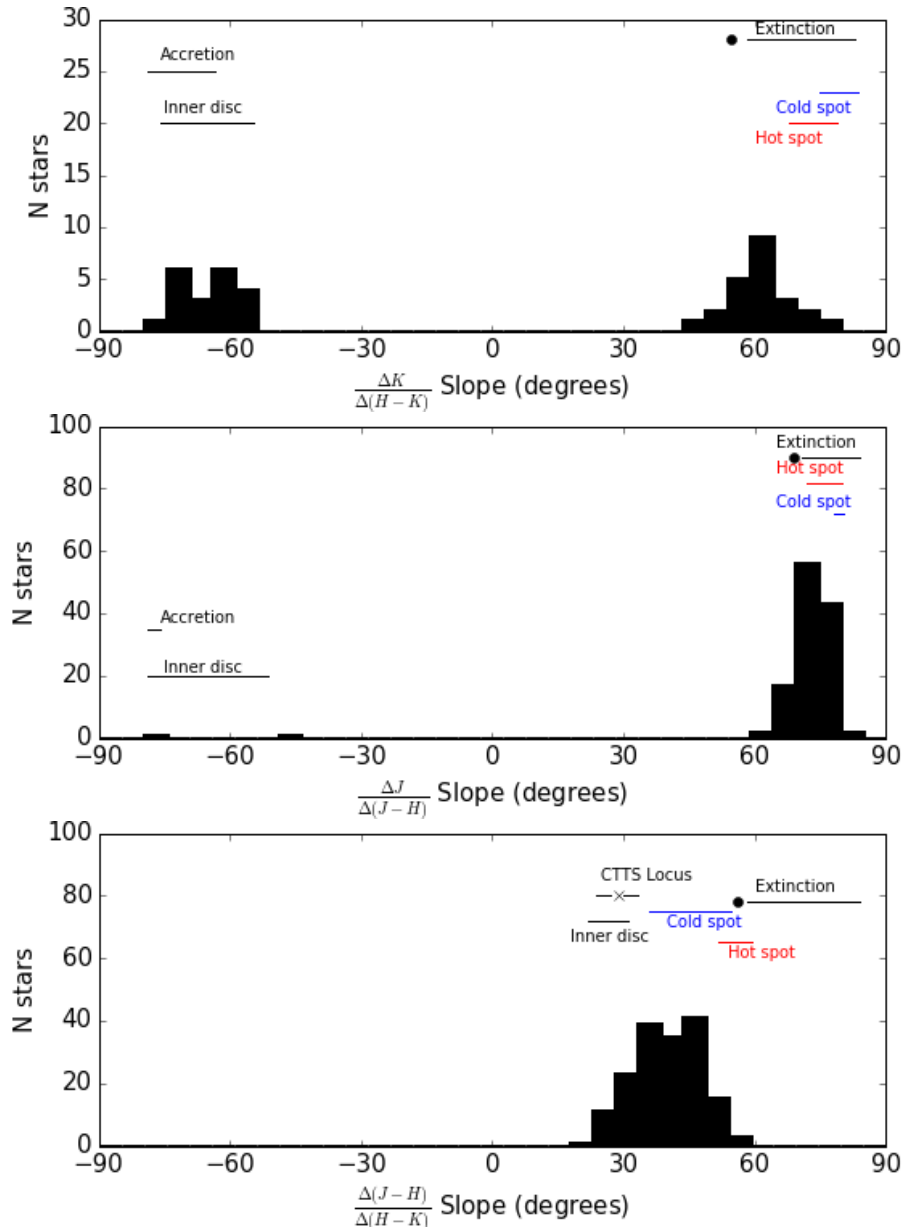 30
25
20
15
10
5
0
N stars
Accretion
Inner disc
Extinction
Cold spot
Hot spot
−90 −60 −30 0 30 60 90
ΔK
Δ(H − K) Slope (degrees)
100
80
60
40
20
0
N stars
Extinction
Hot spot
Cold spot
Accretion
Inner disc
−90 −60 −30 0 30 60 90
ΔJ
Δ(J − H) Slope (degrees)
100
80
60
40
20
0
N stars
CTTS Locus
Extinction
Cold spot
Inner disc
Hot spot
−90 −60 −30 0 30 60 90
Δ(J − H)
Δ(H − K) Slope (degrees)